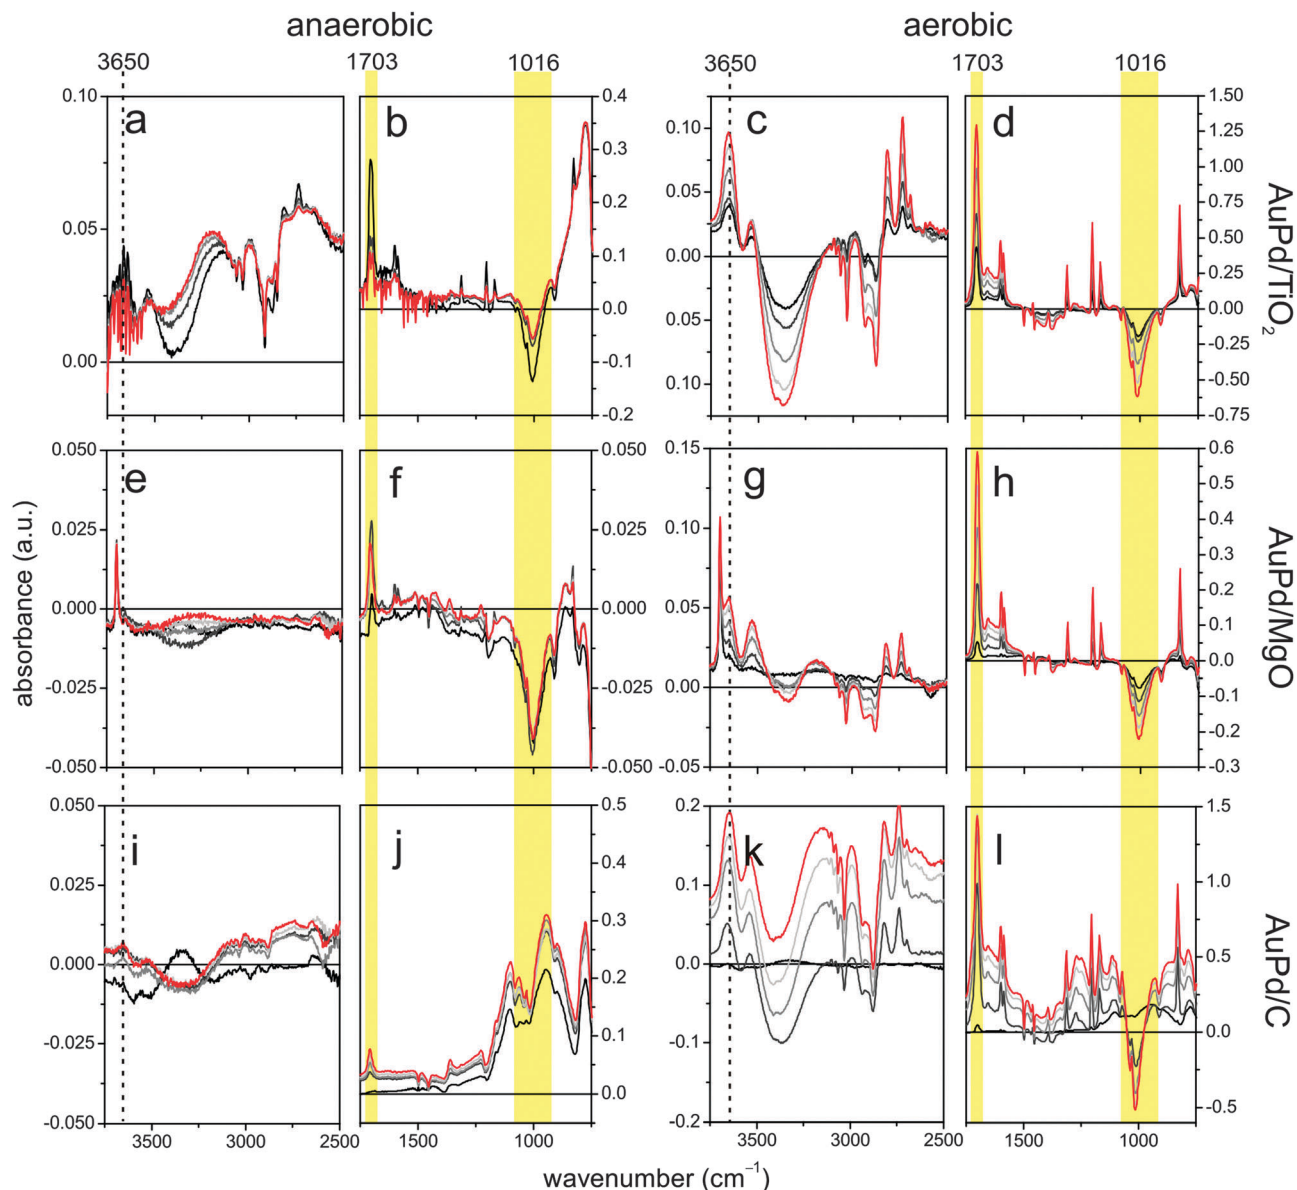 anaerobic aerobic
3650 1703 1016 3650 1703 1016
0.10 0.4 0.10 1.50
a b c d
0.3 1.25
0.05 0.2 0.05 1.00
0.1 0.00 0.75
0.0 0.05 0.50
0.00 -0.1 0.10 0.25
-0.2 0.00
-0.25
-0.50
-0.75
AuPd/TiO2
0.050 0.050 0.15 0.6
e f g h
0.025 0.025 0.10 0.5
0.000 0.000 0.05 0.4
-0.025 -0.025 0.00 0.3
-0.050 -0.050 -0.05 0.2
0.1
0.0
-0.1
-0.2
-0.3
AuPd/MgO
absorbance (a.u.)
0.050 0.5 0.2 1.5
i j k l
0.025 0.4 0.1 1.0
0.000 0.3 0.0 0.5
-0.025 0.2 -0.1 0.0
-0.050 0.1 -0.2 -0.5
0.0
AuPd/C
3500 3000 2500 1500 1000 3500 3000 2500 1500 1000
wavenumber (cm−1)